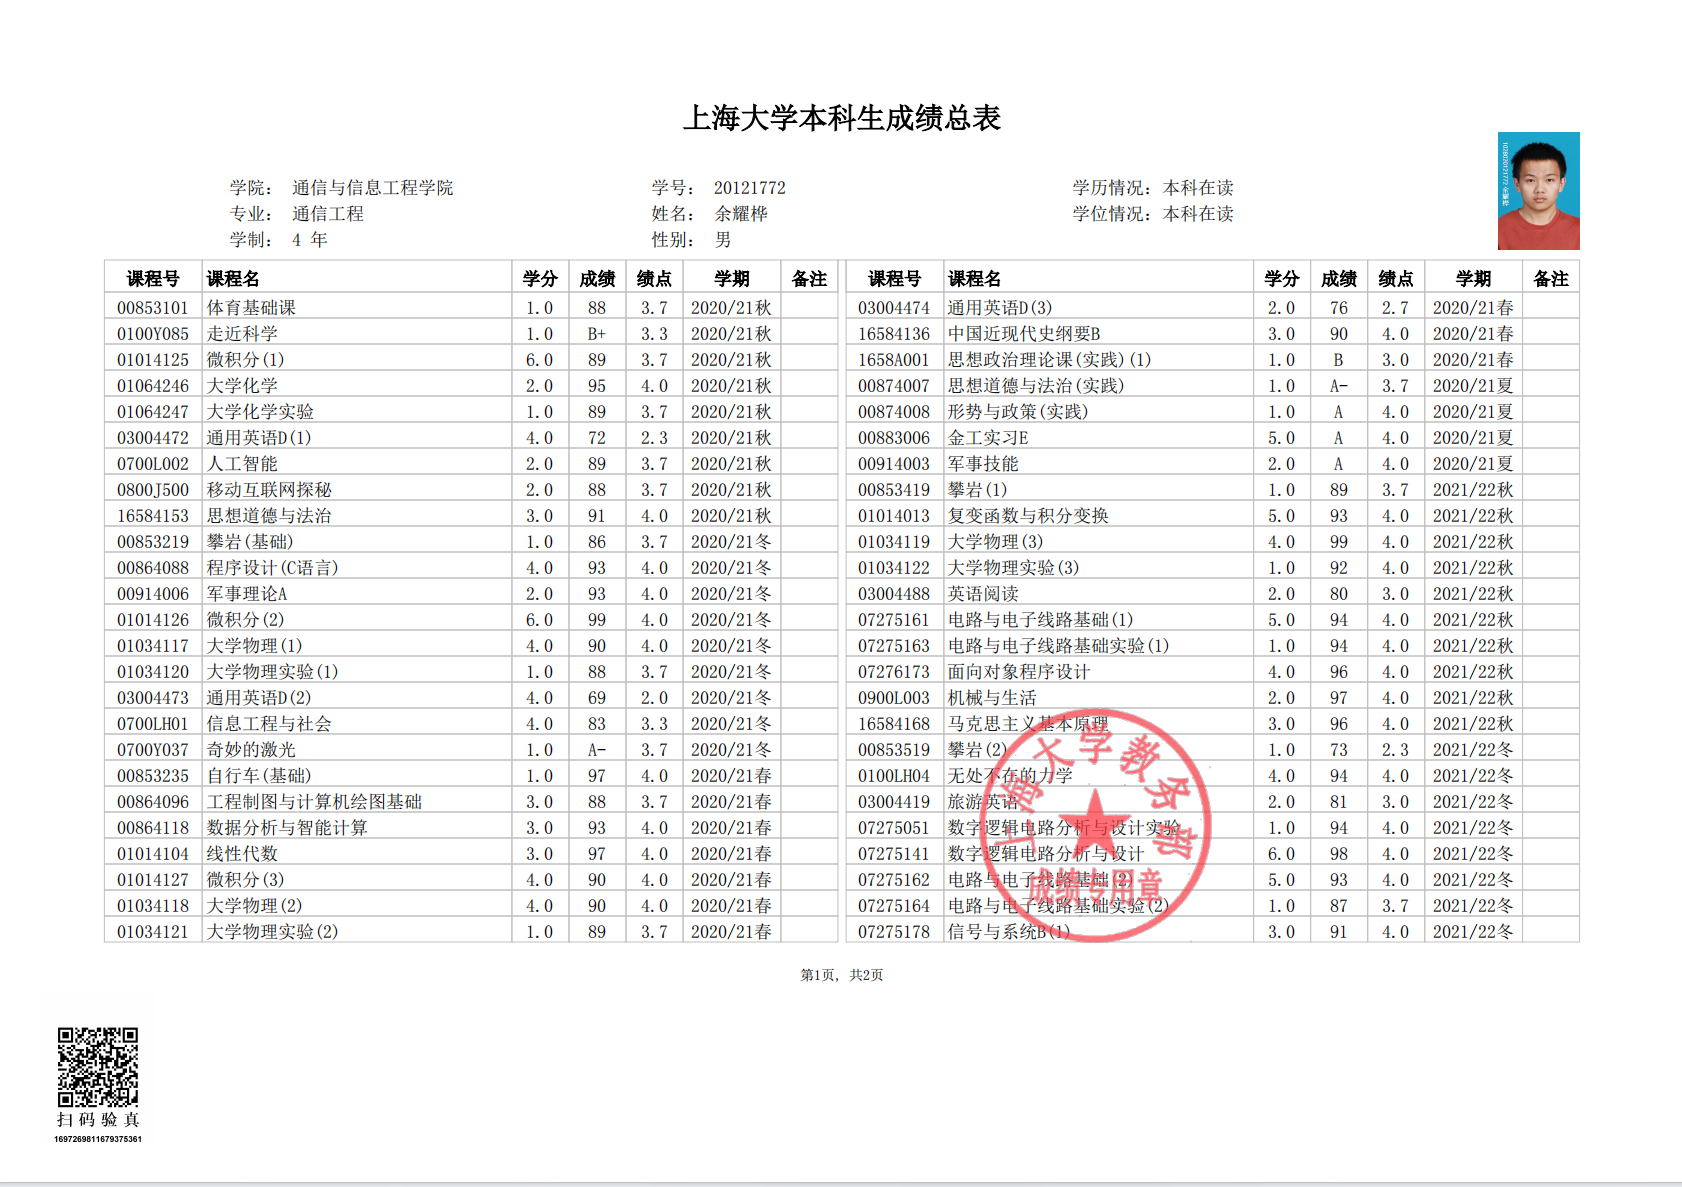 上海大学本科生成绩总表
1028020121772 余耀桦
学院： 通信与信息工程学院 学号： 20121772 学历情况：本科在读
专业： 通信工程 姓名： 余耀桦 学位情况：本科在读
学制： 4 年 性别： 男
课程号 课程名 学分 成绩 绩点 学期 备注 课程号 课程名 学分 成绩 绩点 学期 备注
00853101 体育基础课 1.0 88 3.7 2020/21秋 03004474 通用英语D(3) 2.0 76 2.7 2020/21春
0100Y085 走近科学 1.0 B+ 3.3 2020/21秋 16584136 中国近现代史纲要B 3.0 90 4.0 2020/21春
01014125 微积分(1) 6.0 89 3.7 2020/21秋 1658A001 思想政治理论课(实践)(1) 1.0 B 3.0 2020/21春
01064246 大学化学 2.0 95 4.0 2020/21秋 00874007 思想道德与法治(实践) 1.0 A- 3.7 2020/21夏
01064247 大学化学实验 1.0 89 3.7 2020/21秋 00874008 形势与政策(实践) 1.0 A 4.0 2020/21夏
03004472 通用英语D(1) 4.0 72 2.3 2020/21秋 00883006 金工实习E 5.0 A 4.0 2020/21夏
0700L002 人工智能 2.0 89 3.7 2020/21秋 00914003 军事技能 2.0 A 4.0 2020/21夏
0800J500 移动互联网探秘 2.0 88 3.7 2020/21秋 00853419 攀岩(1) 1.0 89 3.7 2021/22秋
16584153 思想道德与法治 3.0 91 4.0 2020/21秋 01014013 复变函数与积分变换 5.0 93 4.0 2021/22秋
00853219 攀岩(基础) 1.0 86 3.7 2020/21冬 01034119 大学物理(3) 4.0 99 4.0 2021/22秋
00864088 程序设计(C语言) 4.0 93 4.0 2020/21冬 01034122 大学物理实验(3) 1.0 92 4.0 2021/22秋
00914006 军事理论A 2.0 93 4.0 2020/21冬 03004488 英语阅读 2.0 80 3.0 2021/22秋
01014126 微积分(2) 6.0 99 4.0 2020/21冬 07275161 电路与电子线路基础(1) 5.0 94 4.0 2021/22秋
01034117 大学物理(1) 4.0 90 4.0 2020/21冬 07275163 电路与电子线路基础实验(1) 1.0 94 4.0 2021/22秋
01034120 大学物理实验(1) 1.0 88 3.7 2020/21冬 07276173 面向对象程序设计 4.0 96 4.0 2021/22秋
03004473 通用英语D(2) 4.0 69 2.0 2020/21冬 0900L003 机械与生活 2.0 97 4.0 2021/22秋
0700LH01 信息工程与社会 4.0 83 3.3 2020/21冬 16584168 马克思主义基本原理 3.0 96 4.0 2021/22秋
0700Y037 奇妙的激光 1.0 A- 3.7 2020/21冬 00853519 攀岩(2) 1.0 73 2.3 2021/22冬
00853235 自行车(基础) 1.0 97 4.0 2020/21春 0100LH04 无处不在的力学 4.0 94 4.0 2021/22冬
00864096 工程制图与计算机绘图基础 3.0 88 3.7 2020/21春 03004419 旅游英语 2.0 81 3.0 2021/22冬
00864118 数据分析与智能计算 3.0 93 4.0 2020/21春 07275051 数字逻辑电路分析与设计实验 1.0 94 4.0 2021/22冬
01014104 线性代数 3.0 97 4.0 2020/21春 07275141 数字逻辑电路分析与设计 6.0 98 4.0 2021/22冬
01014127 微积分(3) 4.0 90 4.0 2020/21春 07275162 电路与电子线路基础(2) 5.0 93 4.0 2021/22冬
01034118 大学物理(2) 4.0 90 4.0 2020/21春 07275164 电路与电子线路基础实验(2) 1.0 87 3.7 2021/22冬
01034121 大学物理实验(2) 1.0 89 3.7 2020/21春 07275178 信号与系统B(1) 3.0 91 4.0 2021/22冬
上海大学教务部
成绩专用章
第1页，共2页
扫码验真
1697269811679375361